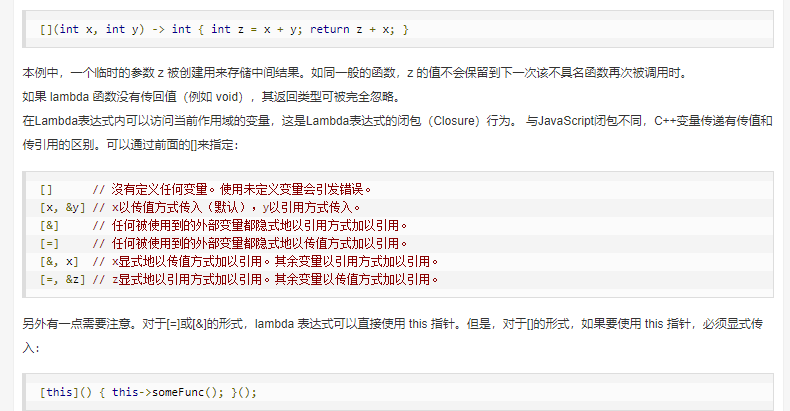 [](int x, int y) -> int { int z = x + y; return z + x; }
本例中，一个临时的参数 z 被创建用来存储中间结果。如同一般的函数，z 的值不会保留到下一次该不具名函数再次被调用时。
如果 lambda 函数没有传回值（例如 void），其返回类型可被完全忽略。
在Lambda表达式内可以访问当前作用域的变量，这是Lambda表达式的闭包（Closure）行为。 与JavaScript闭包不同，C++变量传递有传值和
传引用的区别。可以通过前面的[]来指定：
[] // 沒有定义任何变量。使用未定义变量会引发错误。
[x, &y] // x以传值方式传入（默认），y以引用方式传入。
[&] // 任何被使用到的外部变量都隐式地以引用方式加以引用。
[=] // 任何被使用到的外部变量都隐式地以传值方式加以引用。
[&, x] // x显式地以传值方式加以引用。其余变量以引用方式加以引用。
[=, &z] // z显式地以引用方式加以引用。其余变量以传值方式加以引用。
另外有一点需要注意。对于[=]或[&]的形式，lambda 表达式可以直接使用 this 指针。但是，对于[]的形式，如果要使用 this 指针，必须显式传
入：
[this]() { this->someFunc(); }();